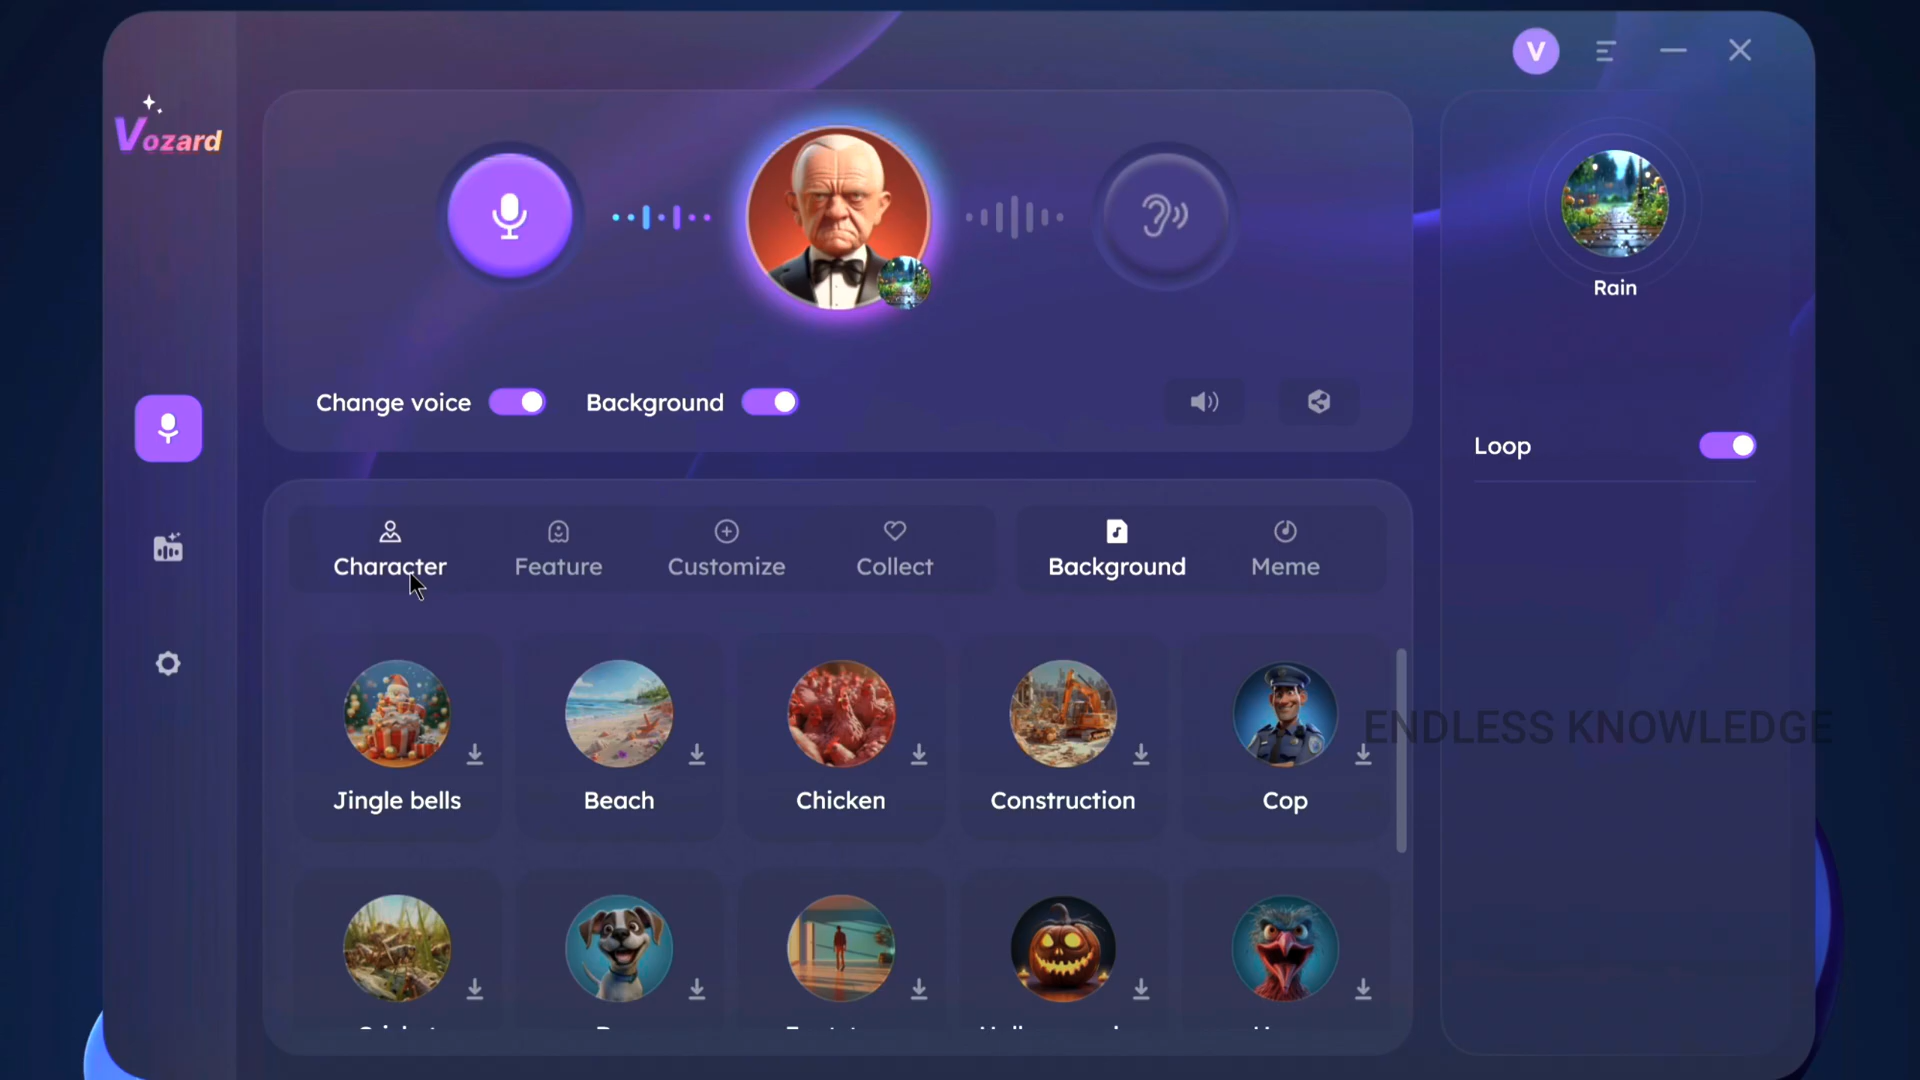 V
Vozard
Rain
Change voice
Background
Loop
Character
Feature
Customize
Collect
Background
Meme
ENDLESS KNOWLEDGE
Jingle bells
Beach
Chicken
Construction
Cop